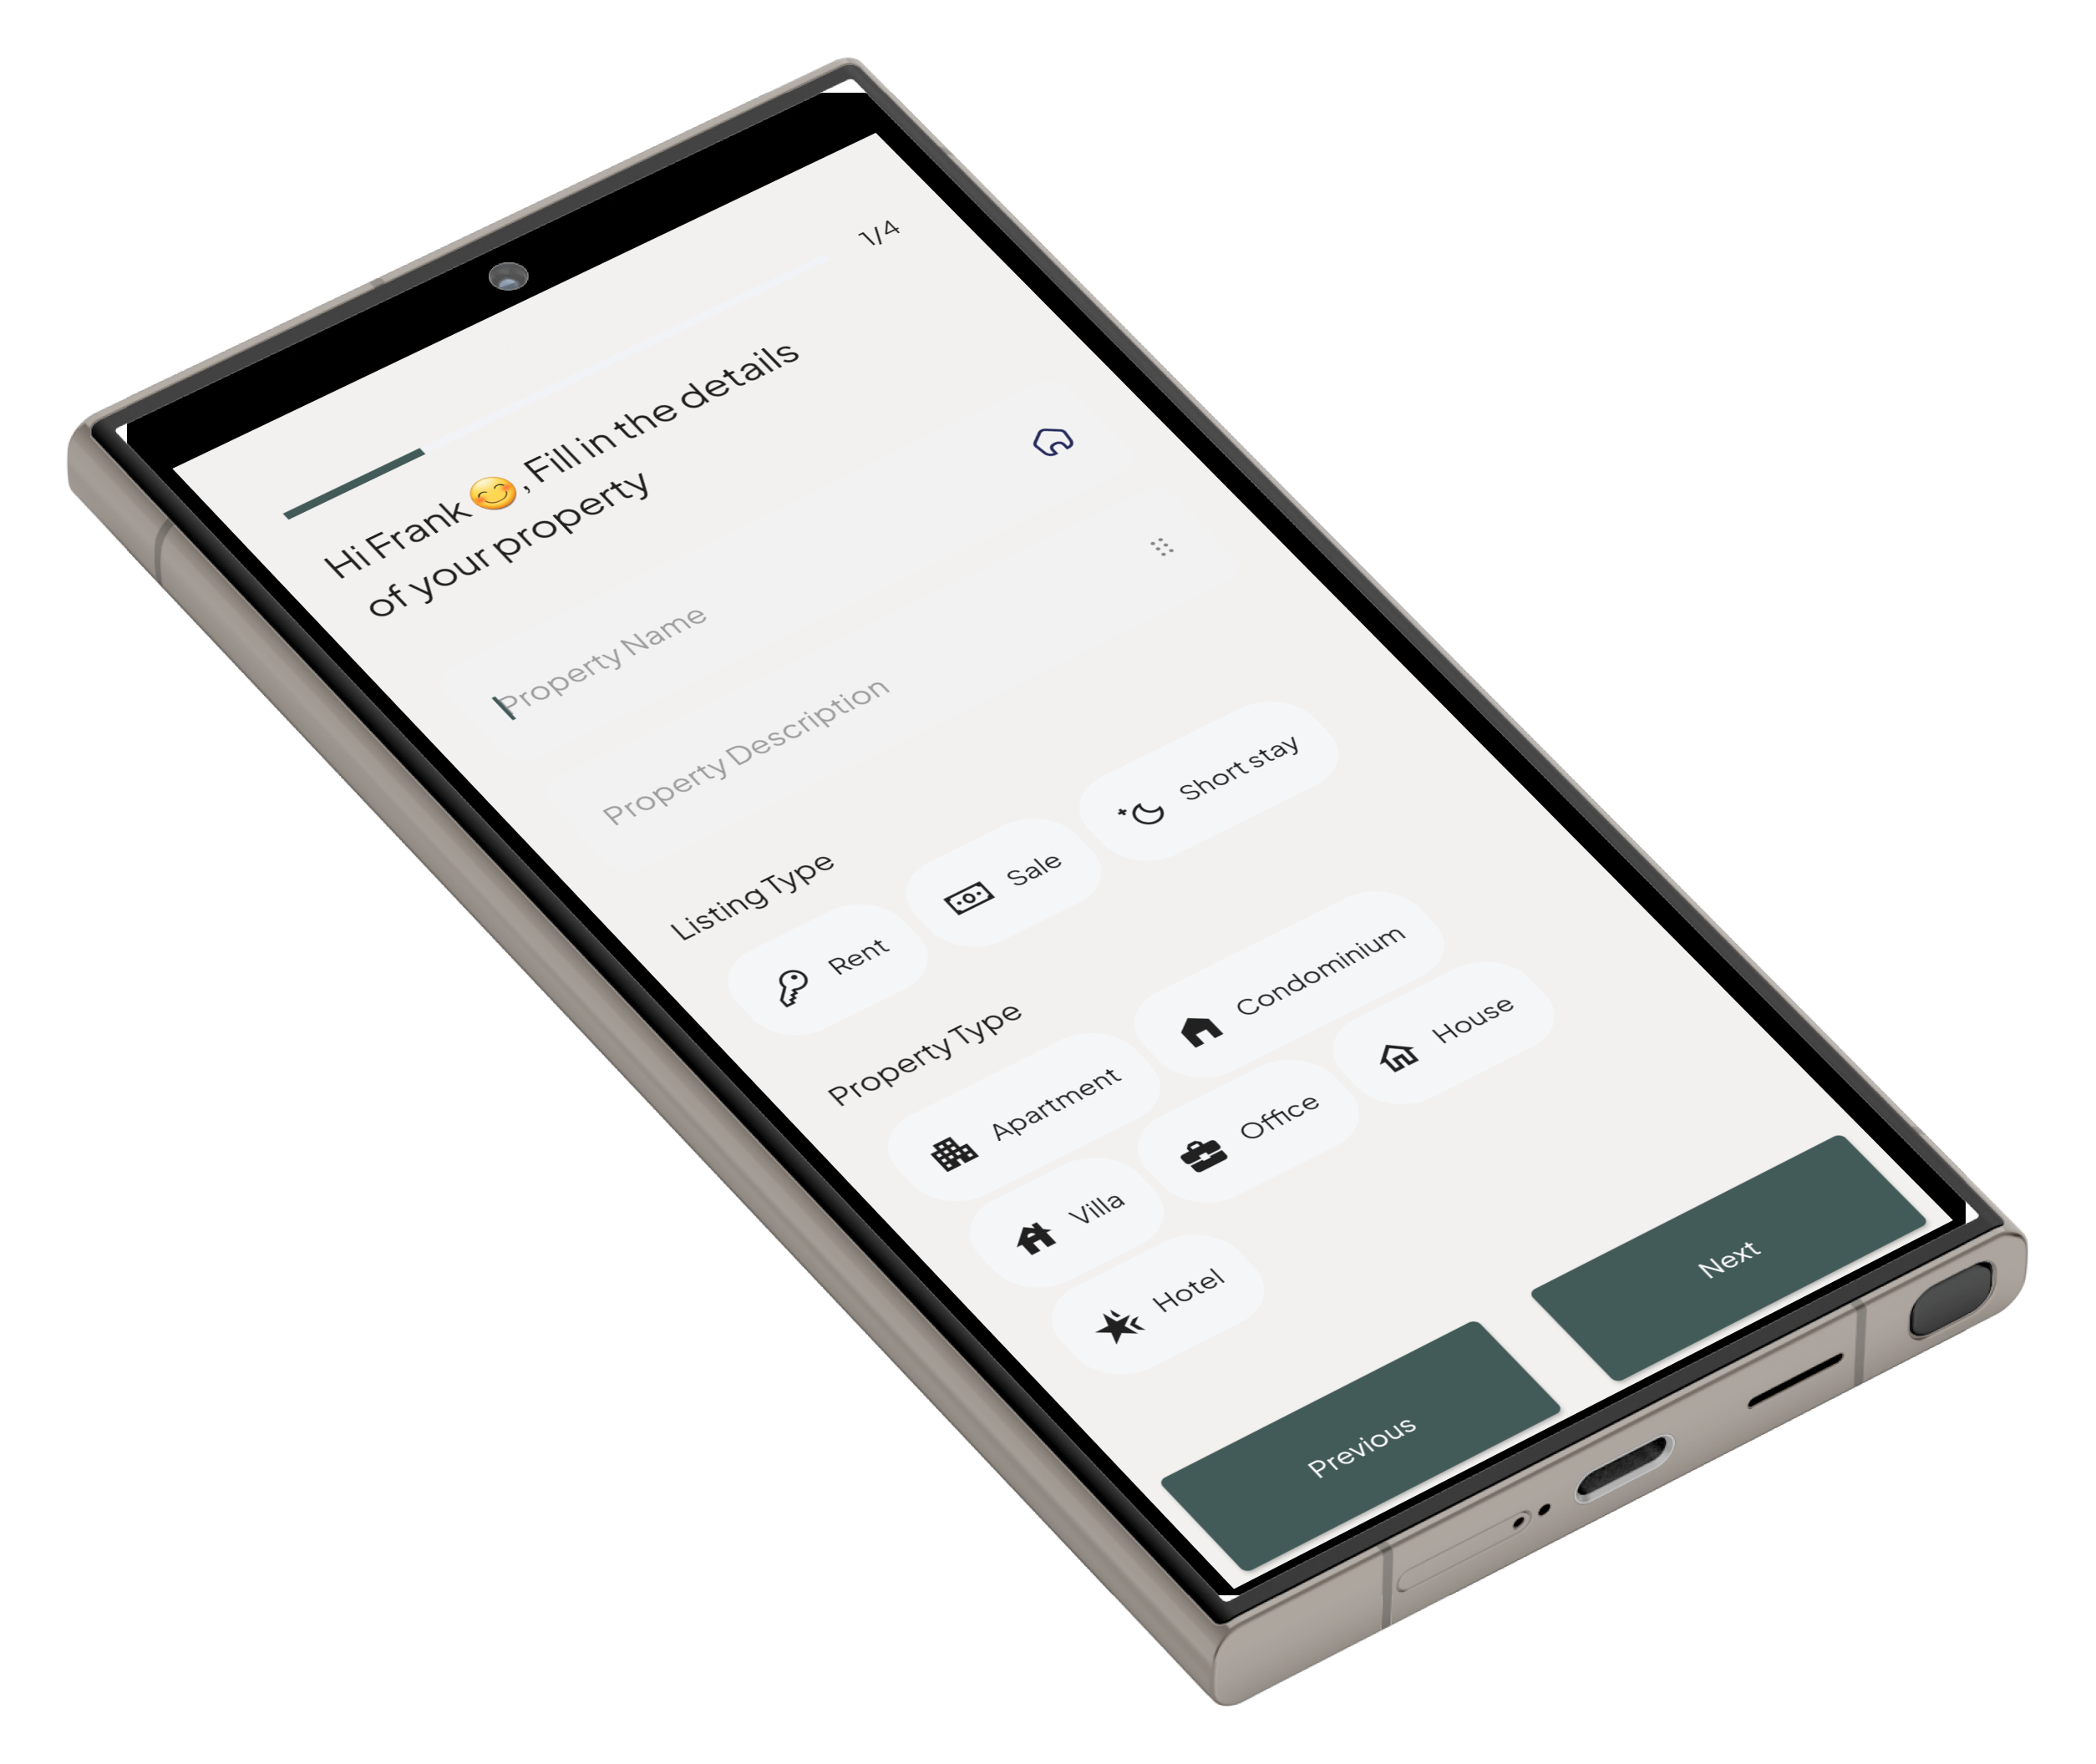 1/4
Hi Frank 😊, Fill in the details
of your property
Property Name
Property Description
Listing Type
Rent
Sale
Short stay
Property Type
Apartment
Condominium
Villa
Office
House
Hotel
Previous
Next